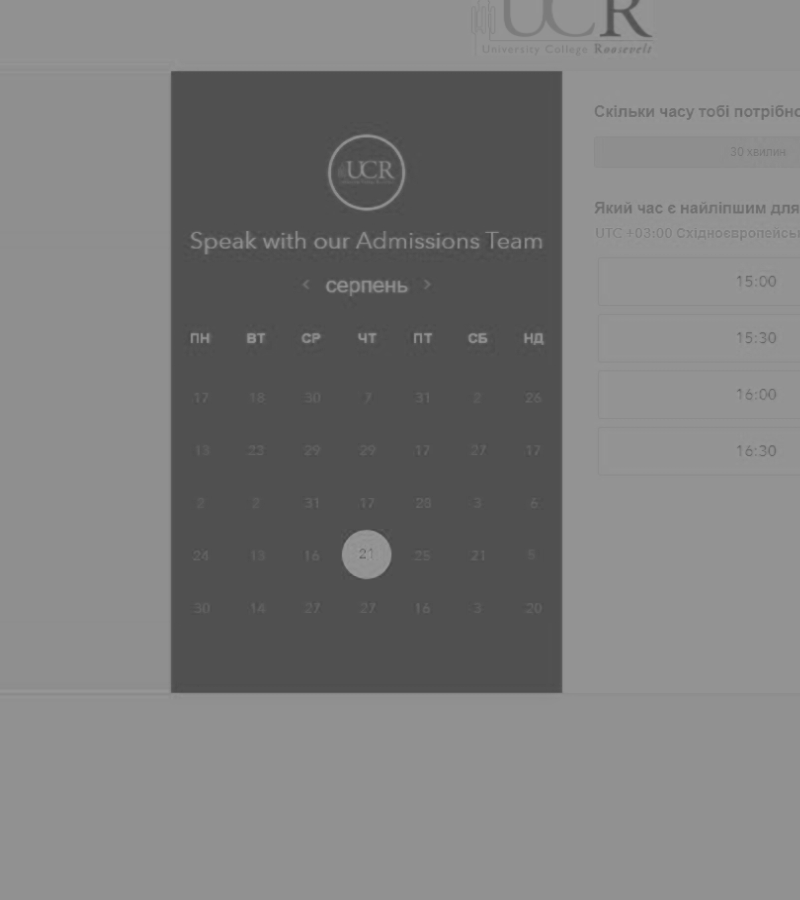 UCR
University College Roosevelt
UCR
Speak with our Admissions Team
< серпень >
ПН ВТ СР ЧТ ПТ СБ НД
17 18 30 7 31 2 26
13 23 29 29 17 27 17
2 2 31 17 28 3 6
24 13 16 21 25 21 8
30 14 27 27 16 3 20
Скільки часу тобі потрібно
30 хвилин
Який час є найліпшим для
UTC +03:00 Східноєвропейськ
15:00
15:30
16:00
16:30